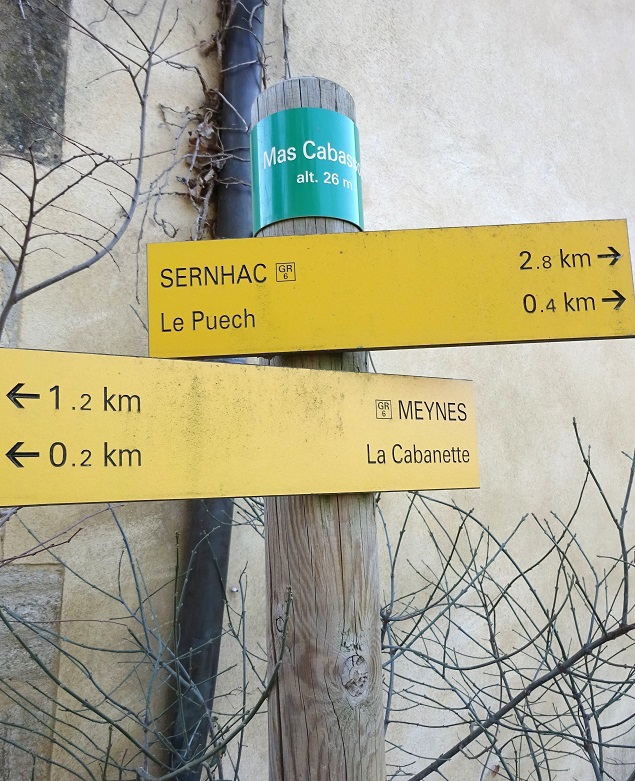 Mas
alt. 26 m
SERNHAC GR 6 2.8 km →
Le Puech 0.4 km →
← 1.2 km GR 6 MEYNES
← 0.2 km La Cabanette